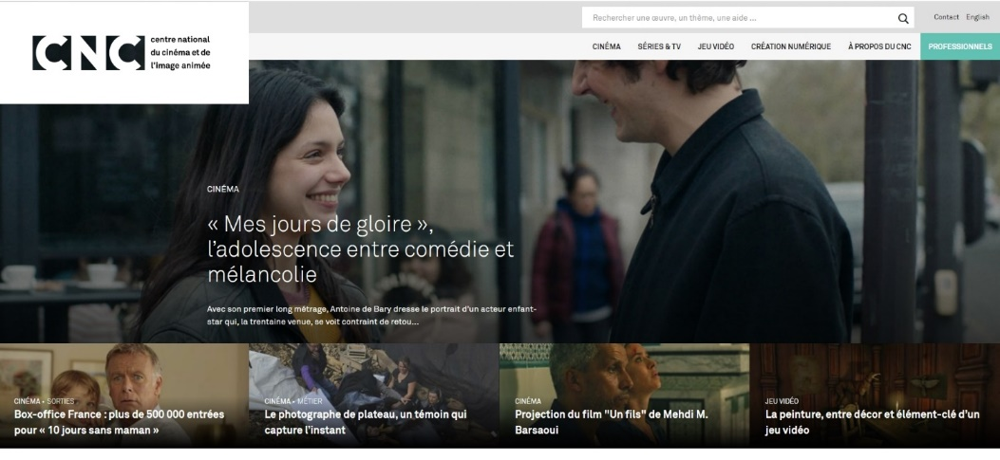 Rechercher une œuvre, un thème, une aide ...
Contact English
CNC
centre national
du cinéma et de
l'image animée
CINÉMA SÉRIES & TV JEU VIDÉO CRÉATION NUMÉRIQUE À PROPOS DU CNC PROFESSIONNELS
CINÉMA
« Mes jours de gloire »,
l'adolescence entre comédie et
mélancolie
Avec son premier long métrage, Antoine de Bary dresse le portrait d'un acteur enfant-
star qui, la trentaine venue, se voit contraint de retou...
CINÉMA • SORTIES
Box-office France : plus de 500 000 entrées
pour « 10 jours sans maman »
CINÉMA • MÉTIER
Le photographe de plateau, un témoin qui
capture l'instant
CINÉMA
Projection du film "Un fils" de Mehdi M.
Barsaoui
JEU VIDÉO
La peinture, entre décor et élément-clé d'un
jeu vidéo